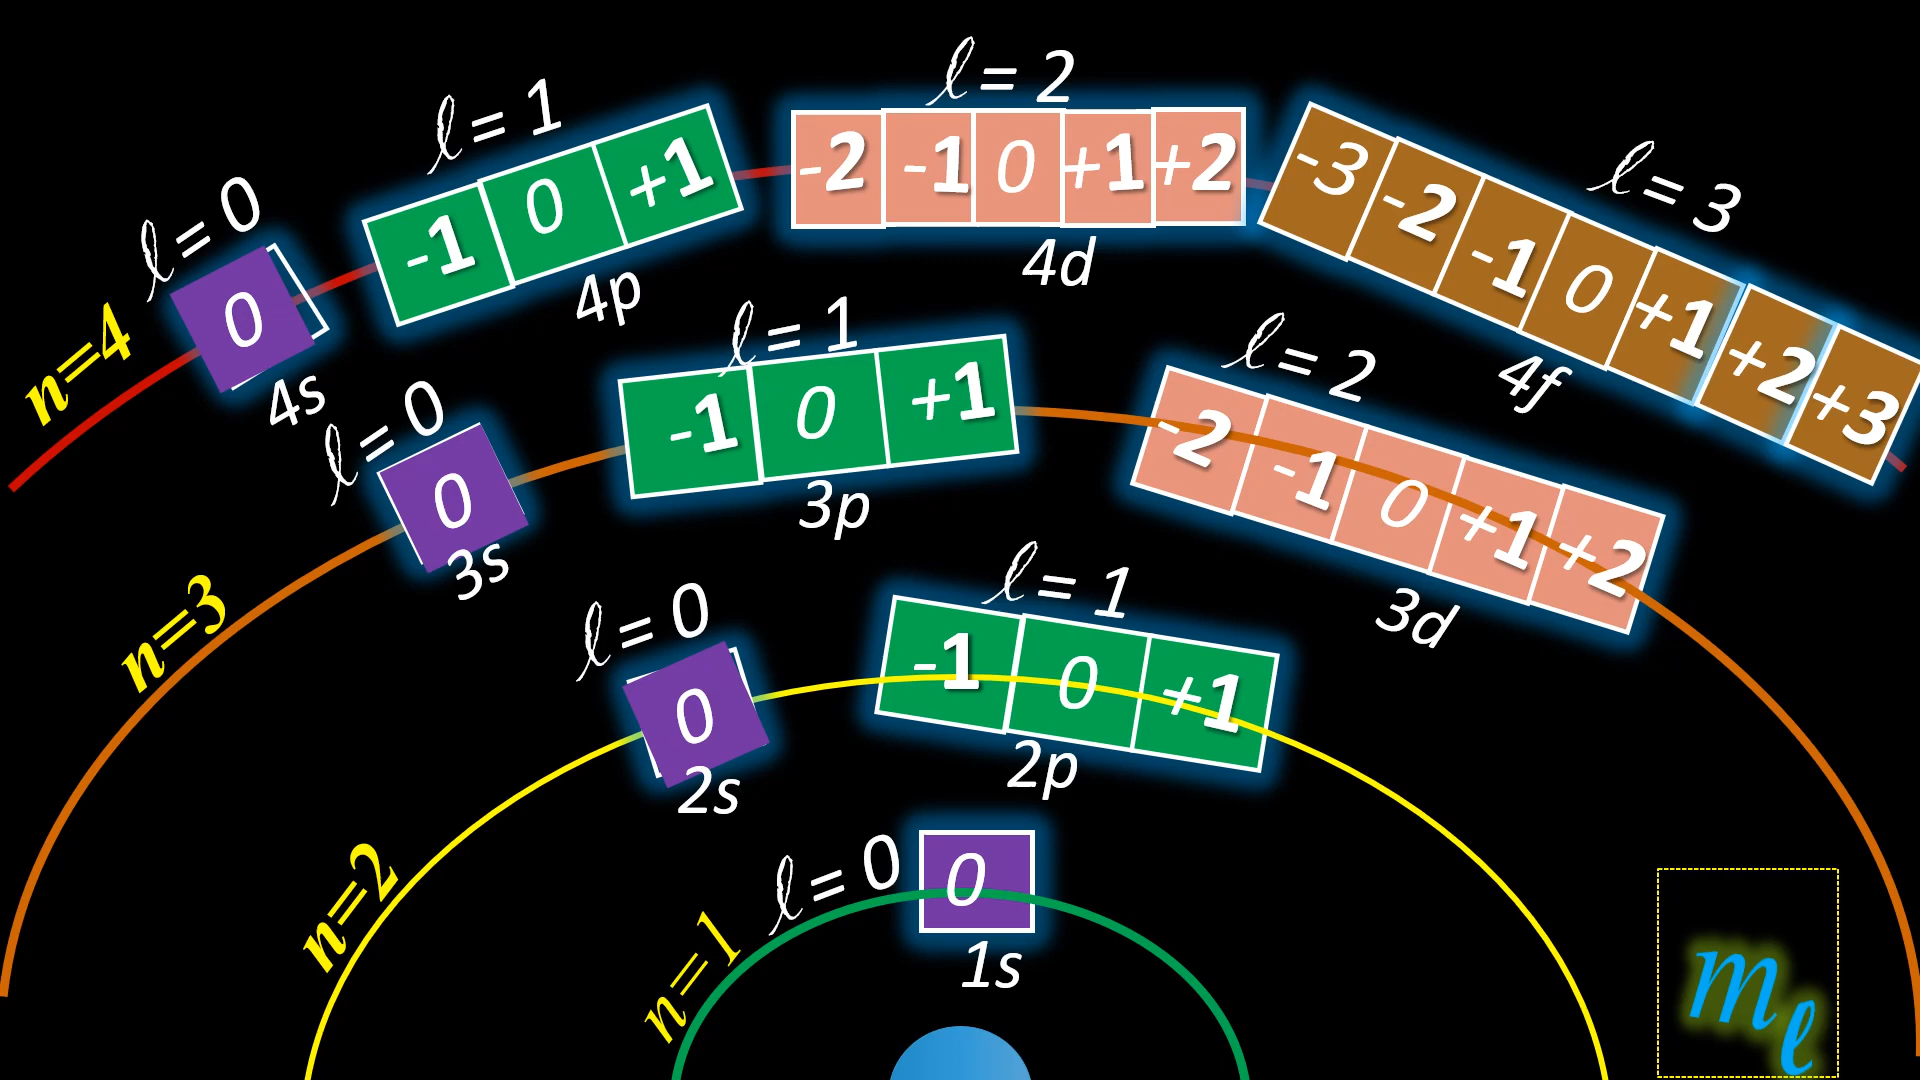 n=4
ℓ = 0
0
4s
ℓ = 1
-1 0 +1
4p
ℓ = 2
-2 -1 0 +1 +2
4d
ℓ = 3
-3 -2 -1 0 +1 +2 +3
4f
n=3
ℓ = 0
0
3s
ℓ = 1
-1 0 +1
3p
ℓ = 2
-2 -1 0 +1 +2
3d
n=2
ℓ = 0
0
2s
ℓ = 1
-1 0 +1
2p
n=1
ℓ = 0
0
1s
mℓ